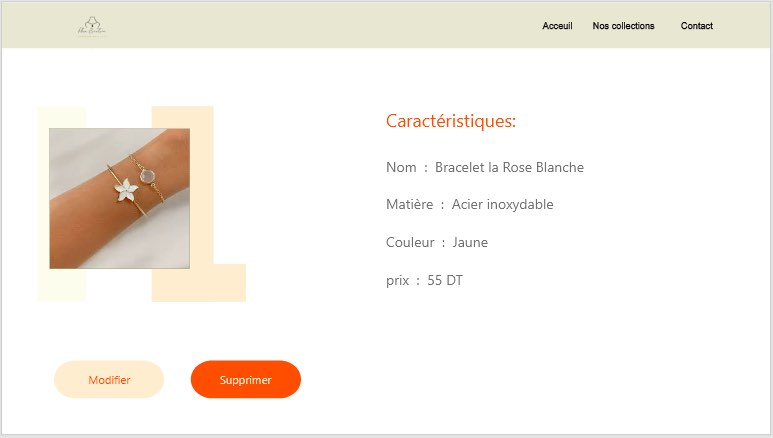 Acceuil Nos collections Contact
Caractéristiques:
Nom : Bracelet la Rose Blanche
Matière : Acier inoxydable
Couleur : Jaune
prix : 55 DT
Modifier Supprimer